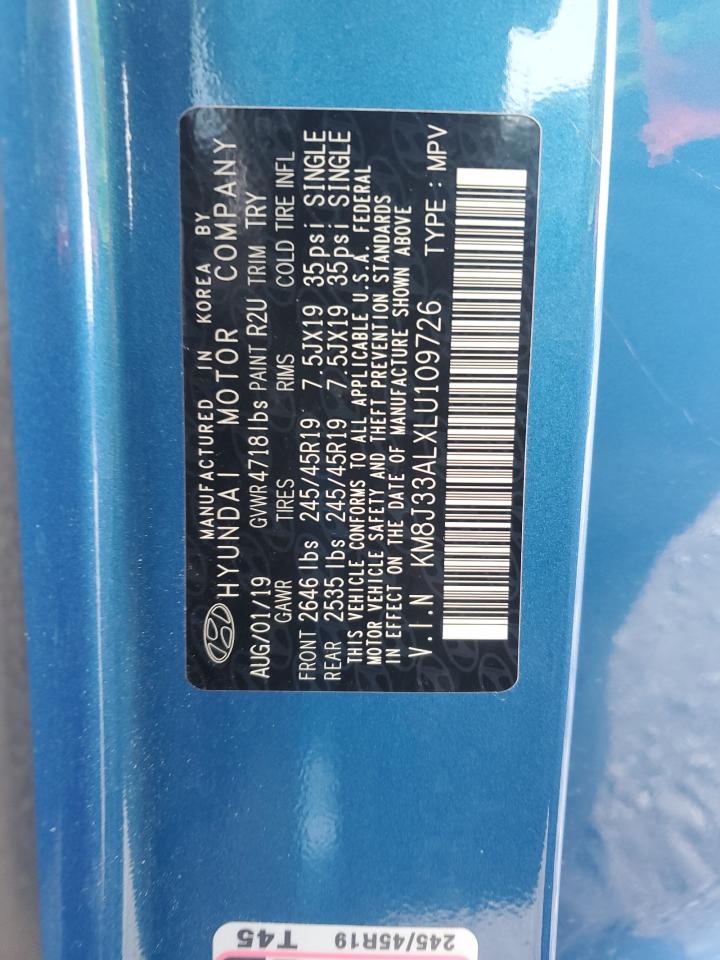 MANUFACTURED IN KOREA BY
HYUNDAI MOTOR COMPANY
AUG/01/19 GVWR 4718 lbs PAINT R2U TRIM TRY
GAWR TIRES RIMS COLD TIRE INFL
FRONT 2646 lbs 245/45R19 7.5JX19 35psi SINGLE
REAR 2535 lbs 245/45R19 7.5JX19 35psi SINGLE
THIS VEHICLE CONFORMS TO ALL APPLICABLE U.S.A. FEDERAL
MOTOR VEHICLE SAFETY AND THEFT PREVENTION STANDARDS
IN EFFECT ON THE DATE OF MANUFACTURE SHOWN ABOVE
V.I.N KM8J33ALXLU109726 TYPE : MPV
T45
245/45R19